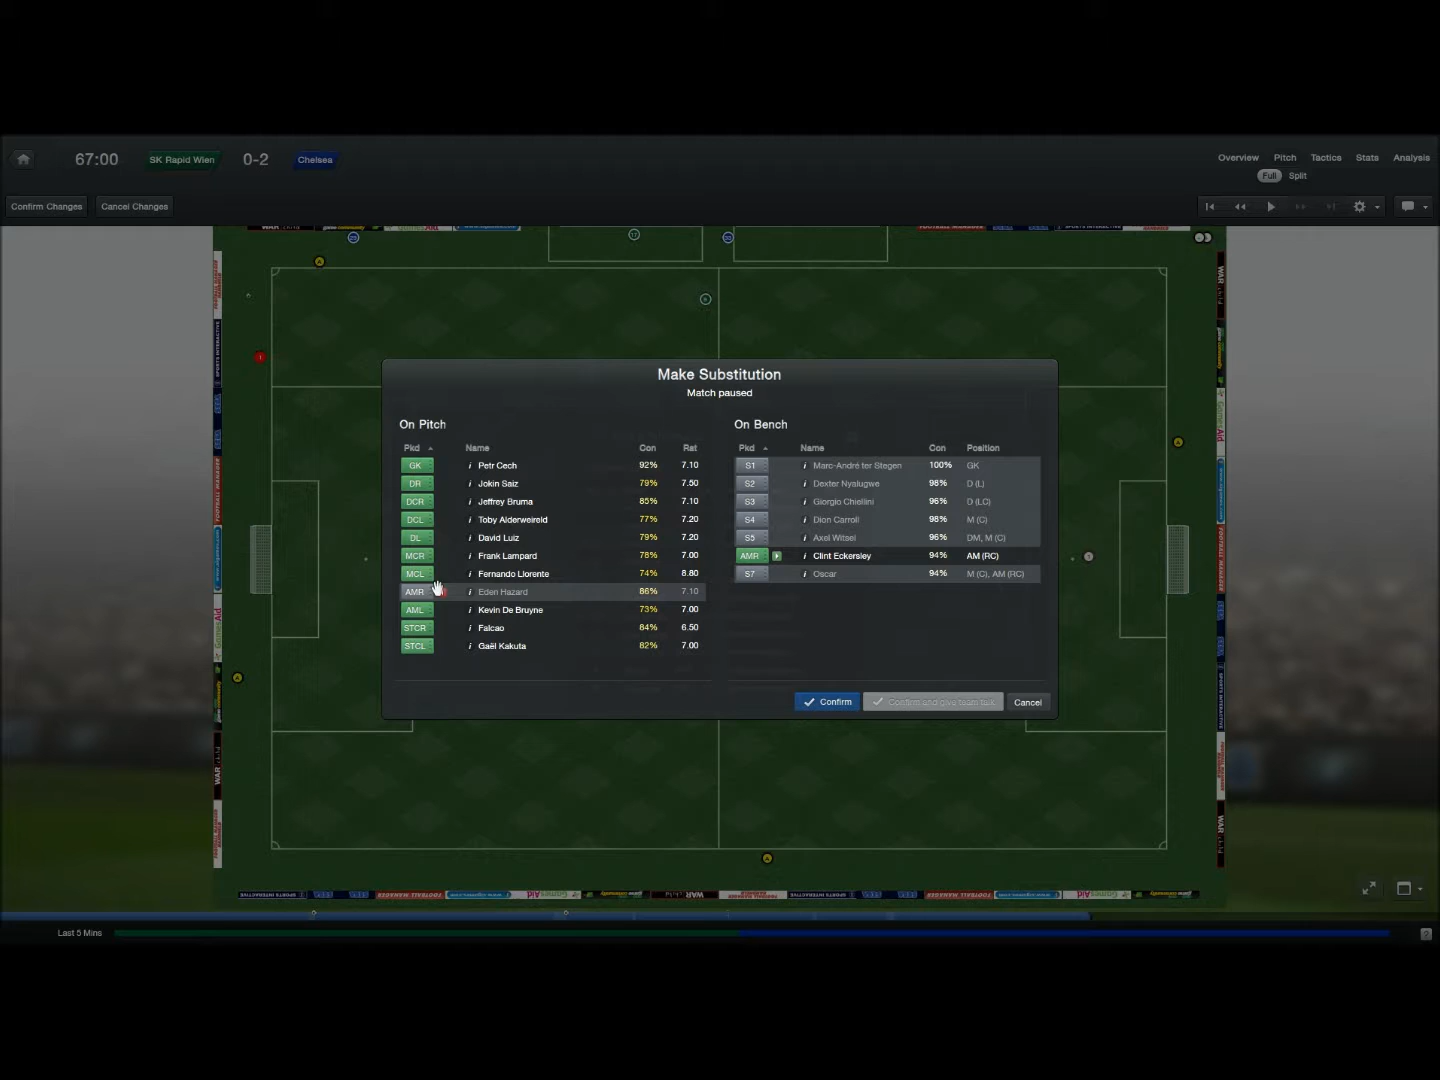 67:00 SK Rapid Wien 0-2 Chelsea
Overview Pitch Tactics Stats Analysis
Full Split
Confirm Changes Cancel Changes
Make Substitution
Match paused
On Pitch
Pkd Name Con Rat
GK i Petr Cech 92% 7.10
DR i Jokin Saiz 79% 7.50
DCR i Jeffrey Bruma 85% 7.10
DCL i Toby Alderweireld 77% 7.20
DL i David Luiz 79% 7.20
MCR i Frank Lampard 78% 7.00
MCL i Fernando Llorente 74% 8.80
AMR i Eden Hazard 86% 7.10
AML i Kevin De Bruyne 73% 7.00
STCR i Falcao 84% 6.50
STCL i Gaël Kakuta 82% 7.00
On Bench
Pkd Name Con Position
S1 i Marc-André ter Stegen 100% GK
S2 i Dexter Nyalugwe 98% D (L)
S3 i Giorgio Chiellini 96% D (LC)
S4 i Dion Carroll 98% M (C)
S5 i Axel Witsel 96% DM, M (C)
AMR i Clint Eckersley 94% AM (RC)
S7 i Oscar 94% M (C), AM (RC)
Confirm Confirm and give team talk Cancel
Last 5 Mins